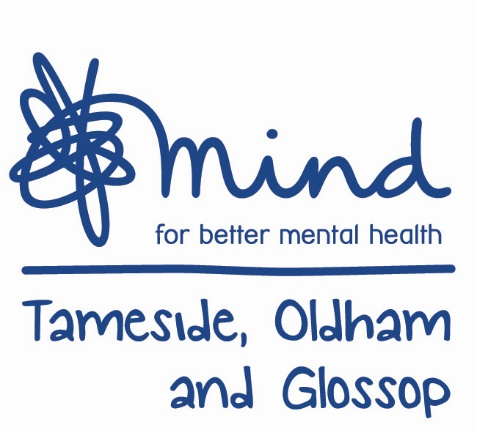 mind
for better mental health
Tameside, Oldham
and Glossop